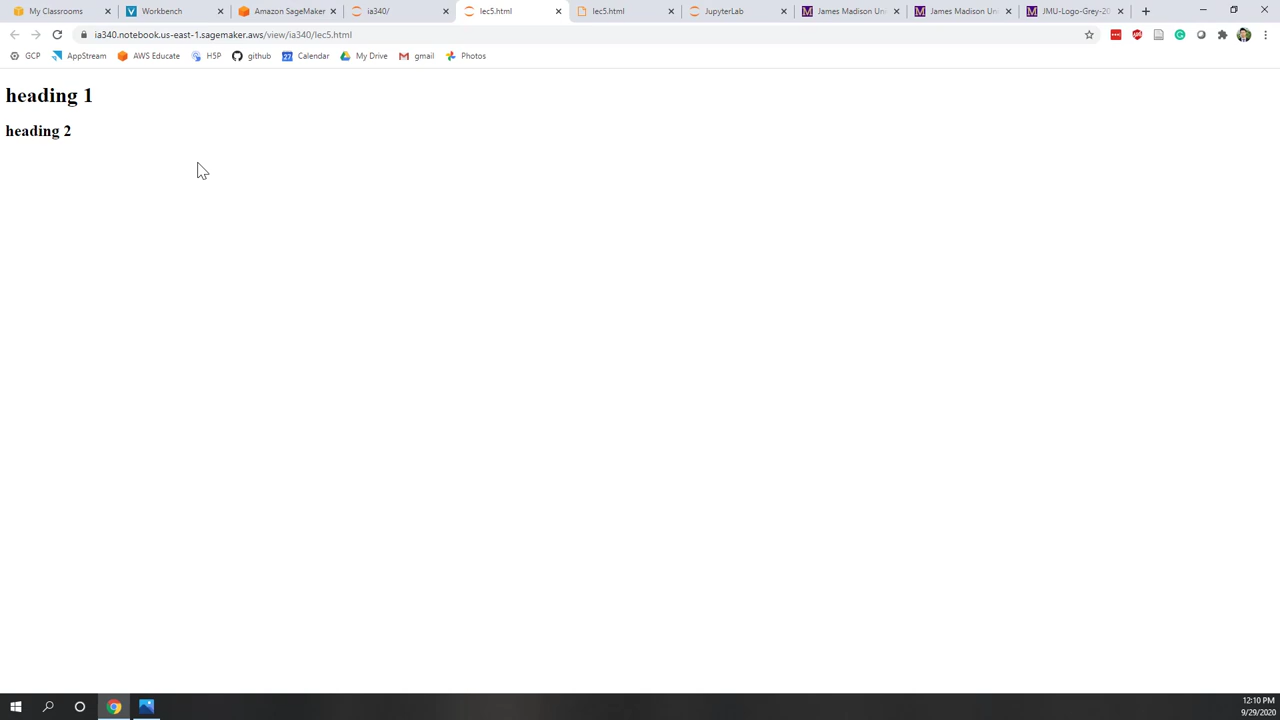 My Classrooms
Workbench
Amazon SageMaker
ia340/
lec5.html
lec5.html
JupyterLab
James Madison Un
James Madison Un
JMU-Logo-Grey-20
ia340.notebook.us-east-1.sagemaker.aws/view/ia340/lec5.html
GCP
AppStream
AWS Educate
H5P
github
27
Calendar
My Drive
gmail
Photos
heading 1
heading 2
12:10 PM
9/29/2020